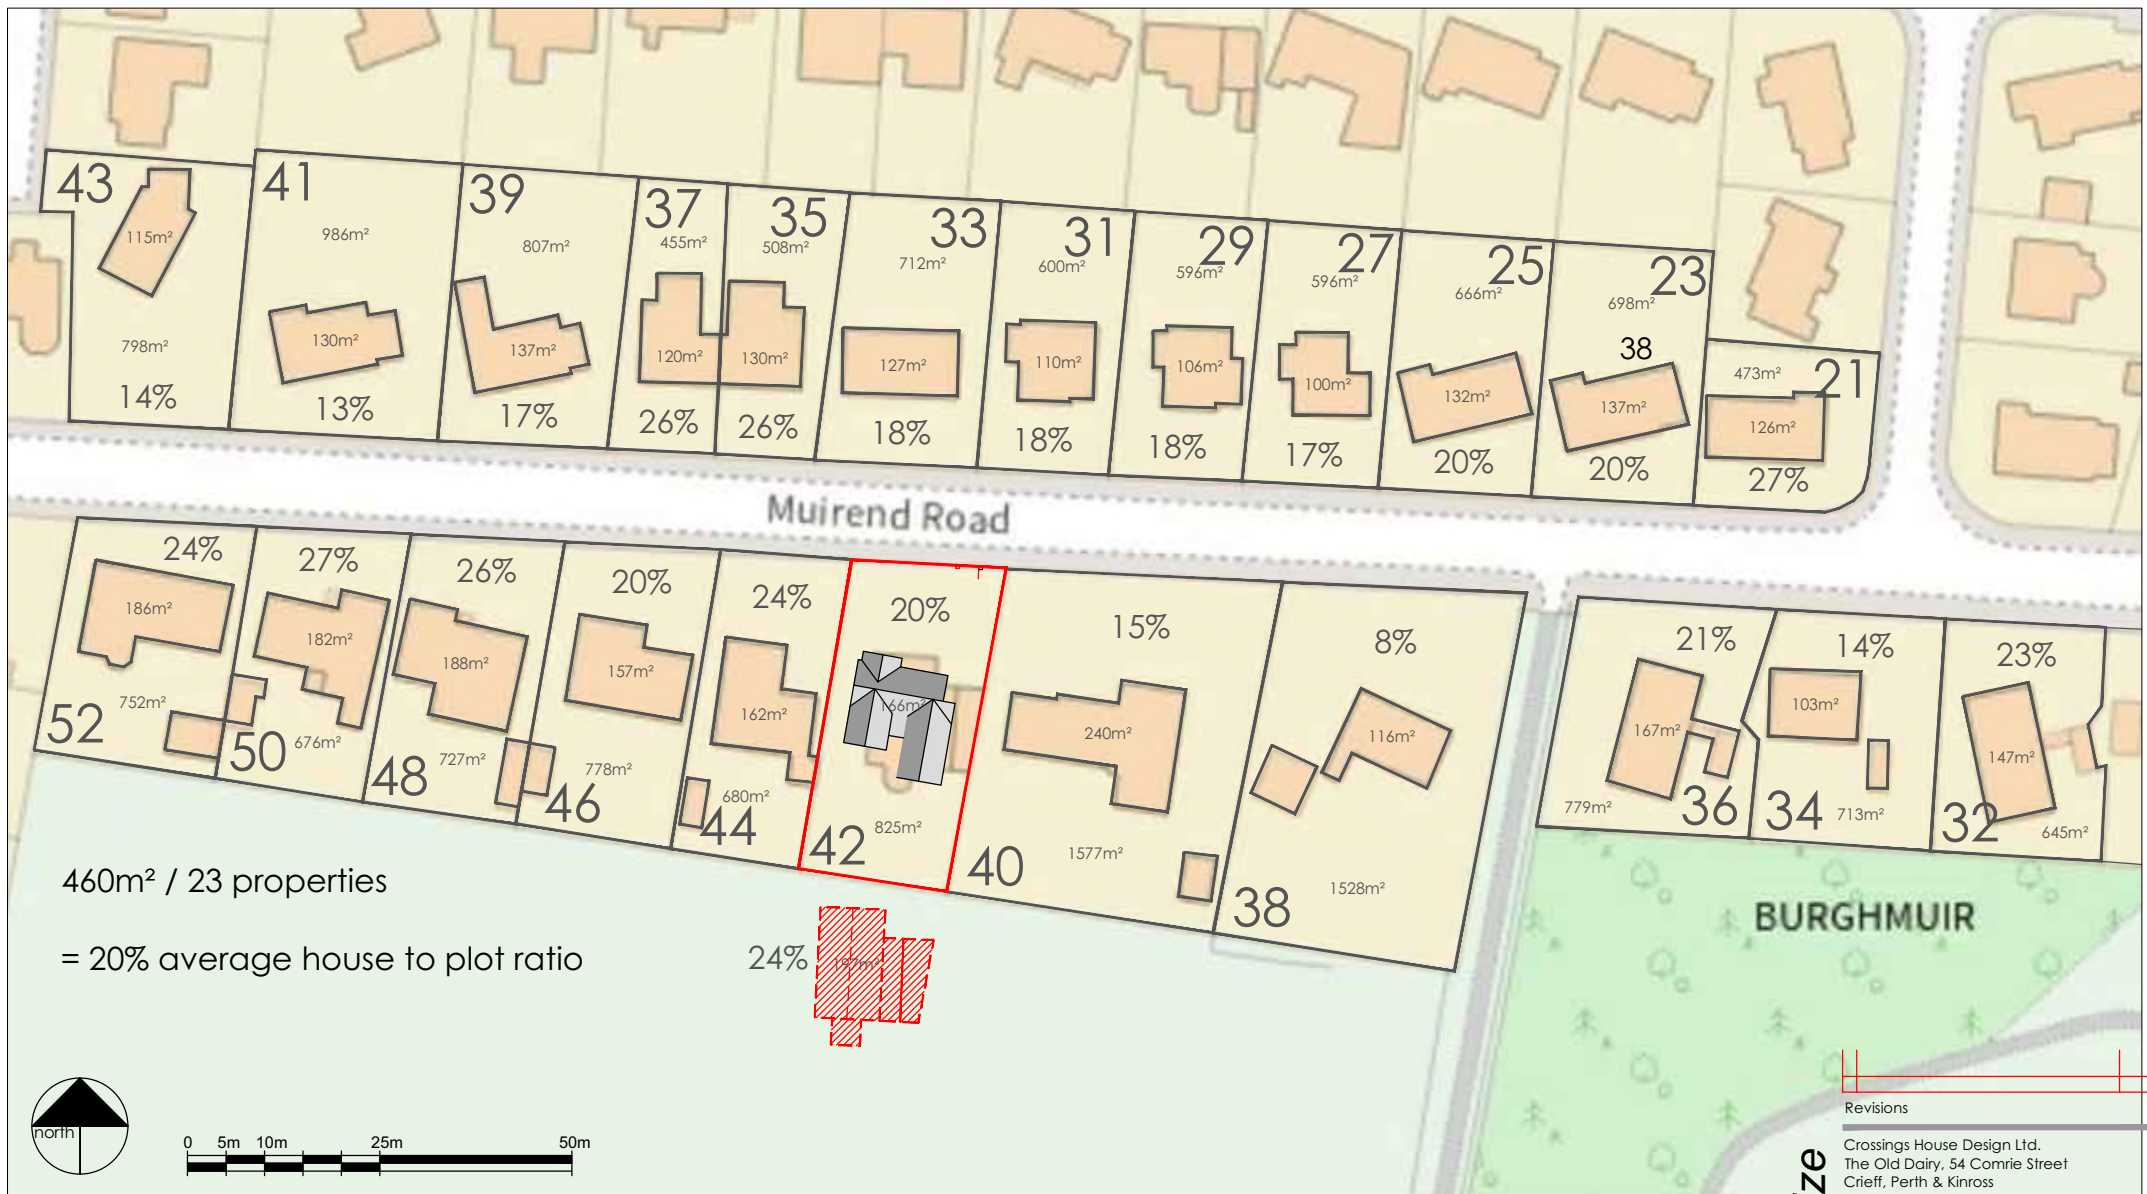 43
115m²
798m²
14%
41
986m²
130m²
13%
39
807m²
137m²
17%
37
455m²
120m²
26%
35
508m²
130m²
26%
33
712m²
127m²
18%
31
600m²
110m²
18%
29
596m²
106m²
18%
27
596m²
100m²
17%
25
666m²
132m²
20%
23
698m²
38
137m²
20%
21
473m²
126m²
27%
Muirend Road
24%
186m²
752m²
52
27%
182m²
676m²
50
26%
188m²
727m²
48
20%
157m²
778m²
46
24%
162m²
680m²
44
20%
166m²
825m²
42
15%
240m²
1577m²
40
8%
116m²
1528m²
38
21%
167m²
779m²
36
14%
103m²
713m²
34
23%
147m²
645m²
32
BURGHMUIR
460m² / 23 properties
= 20% average house to plot ratio
24%
197m²
north
0 5m 10m 25m 50m
Revisions
Crossings House Design Ltd.
The Old Dairy, 54 Comrie Street
Crieff, Perth & Kinross